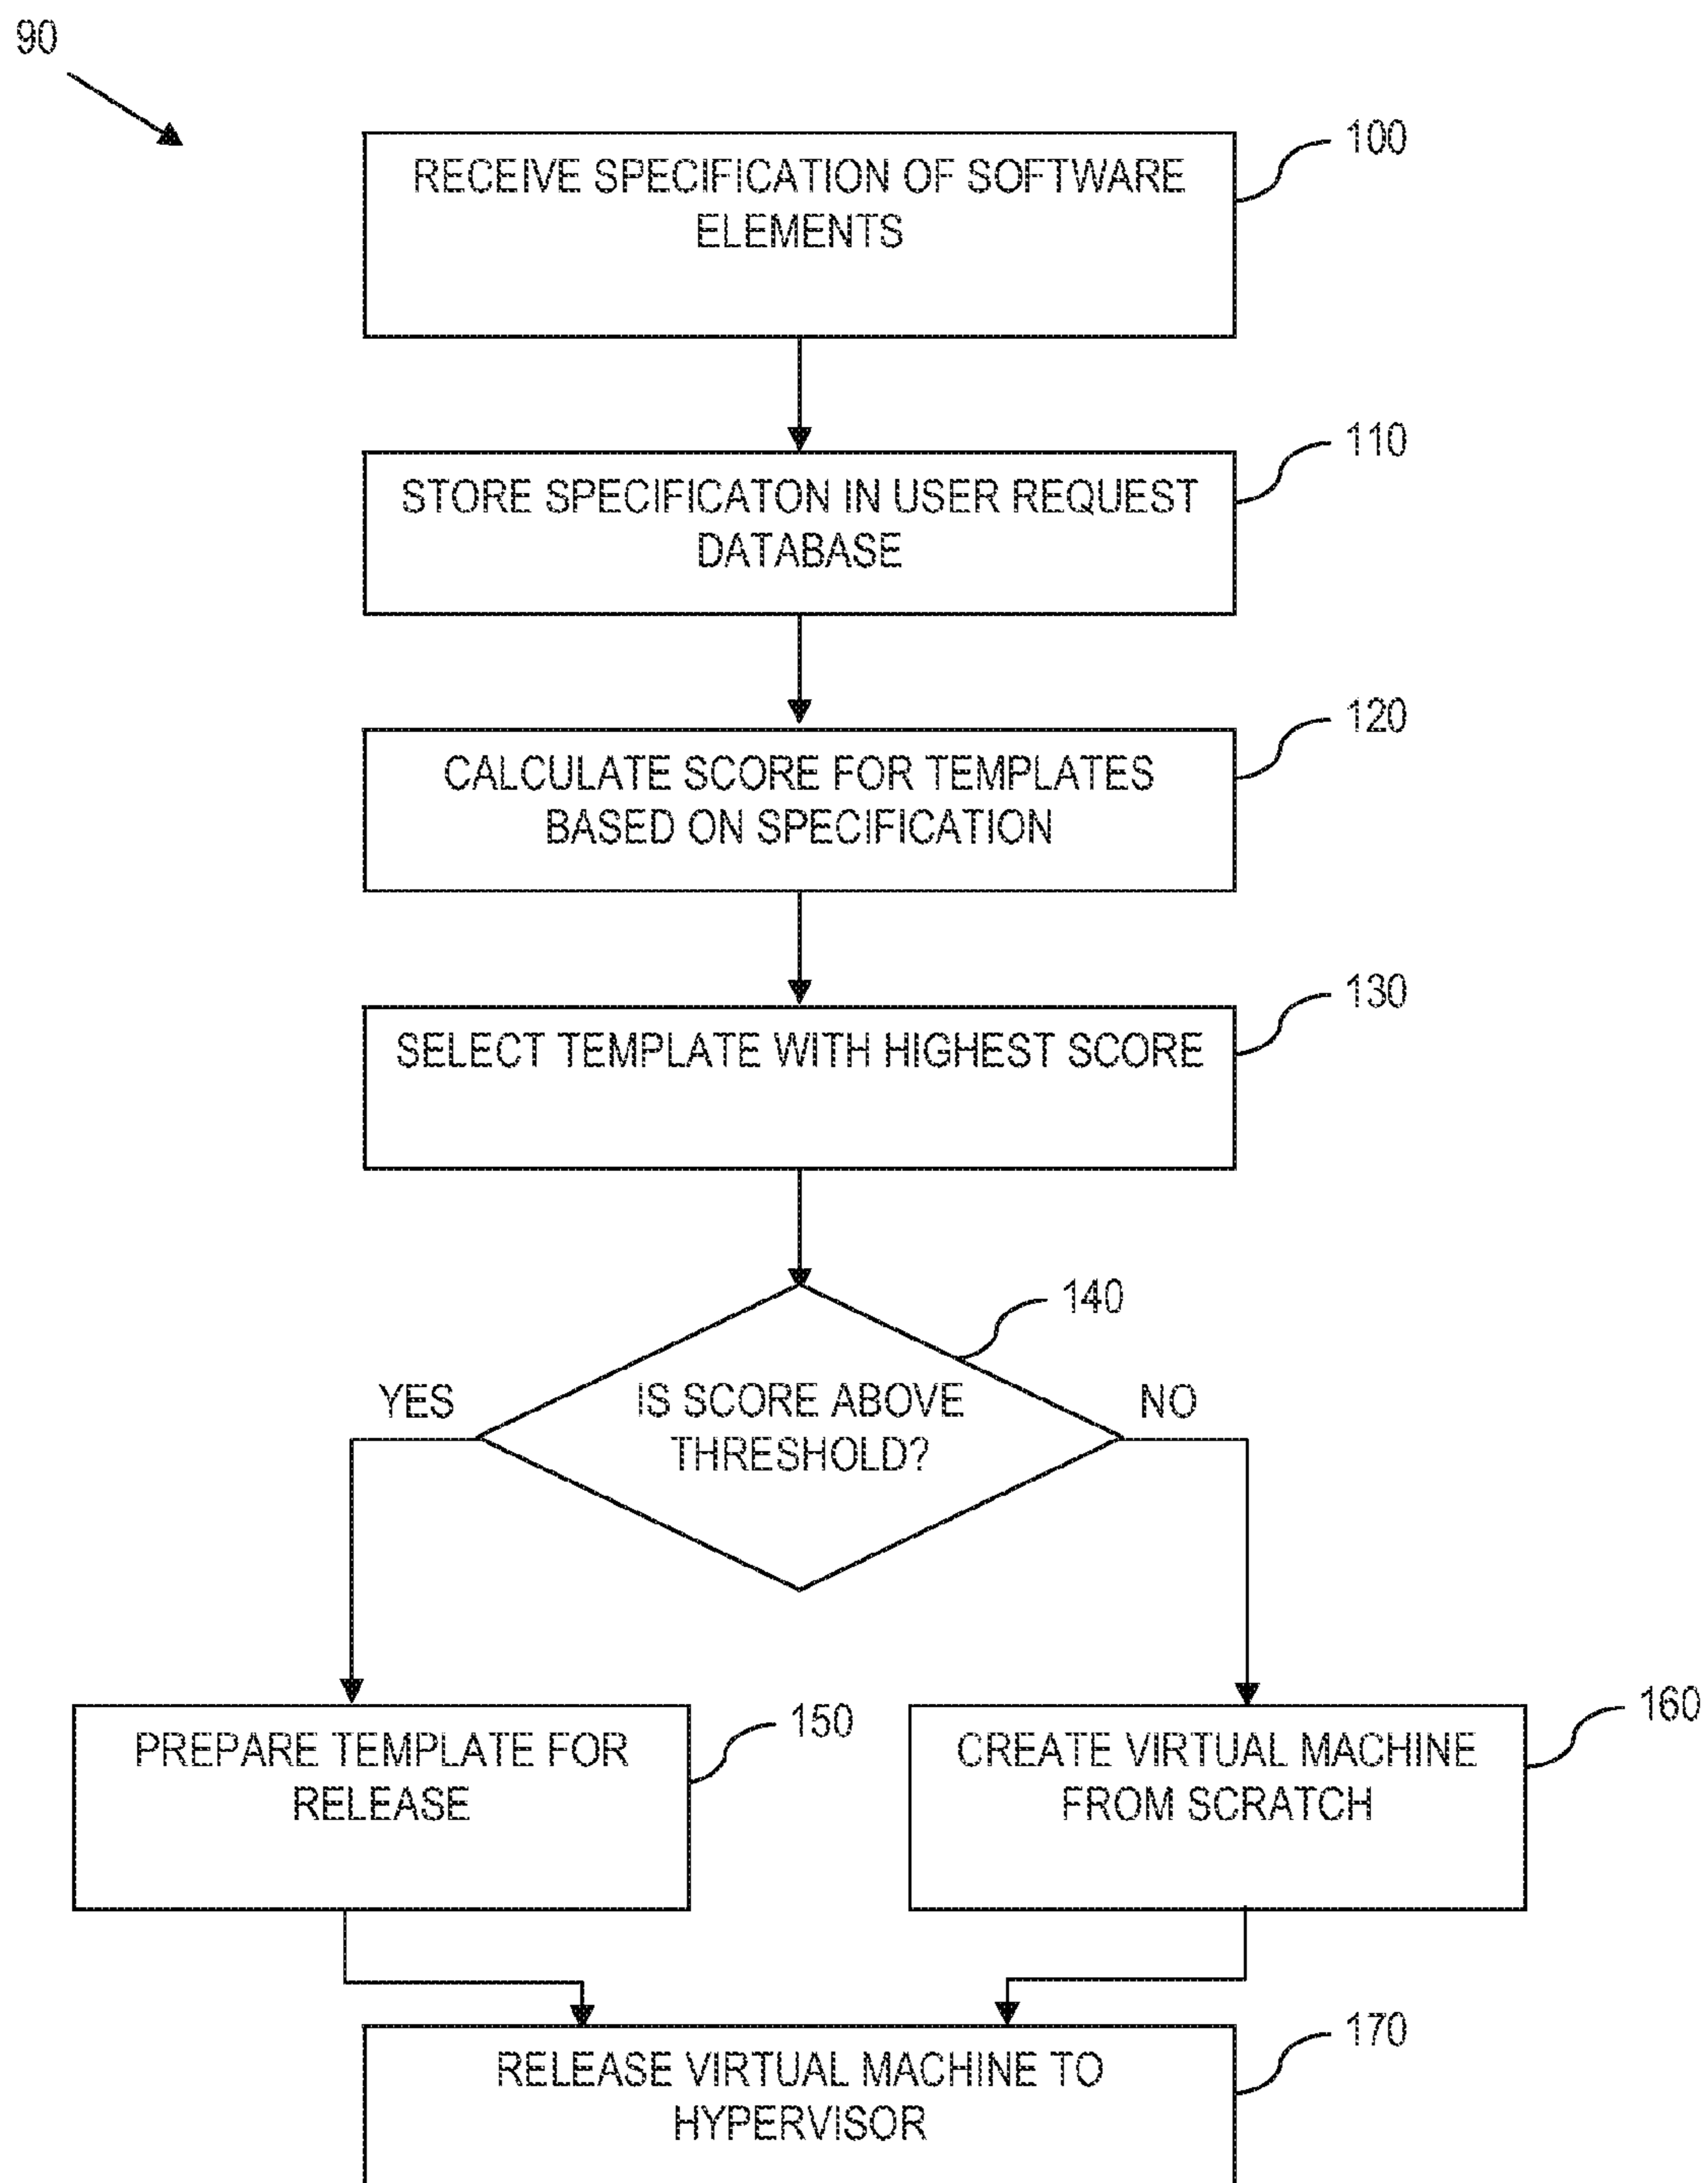 90
RECEIVE SPECIFICATION OF SOFTWARE
ELEMENTS
100
STORE SPECIFICATON IN USER REQUEST
DATABASE
110
CALCULATE SCORE FOR TEMPLATES
BASED ON SPECIFICATION
120
SELECT TEMPLATE WITH HIGHEST SCORE
130
IS SCORE ABOVE
THRESHOLD?
140
YES
NO
PREPARE TEMPLATE FOR
RELEASE
150
CREATE VIRTUAL MACHINE
FROM SCRATCH
160
RELEASE VIRTUAL MACHINE TO
HYPERVISOR
170